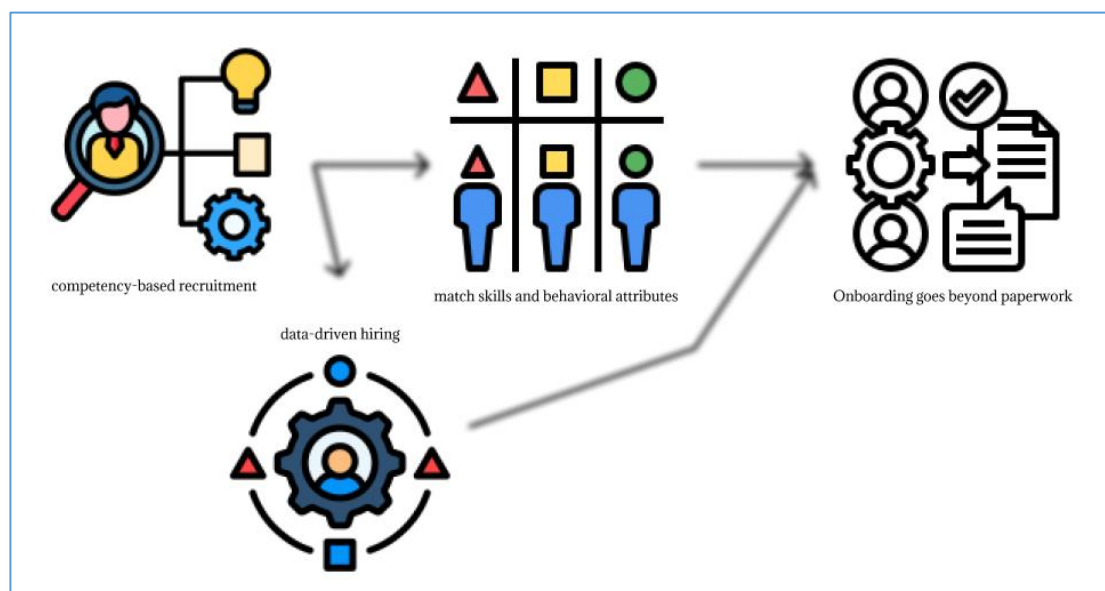 competency-based recruitment
match skills and behavioral attributes
Onboarding goes beyond paperwork
data-driven hiring